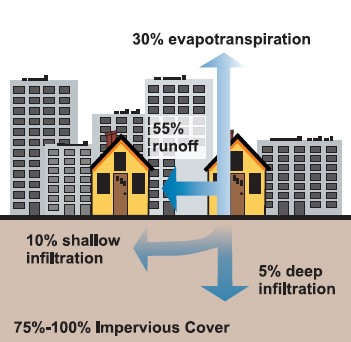 30% evapotranspiration
55%
runoff
10% shallow
infiltration
5% deep
infiltration
75%-100% Impervious Cover